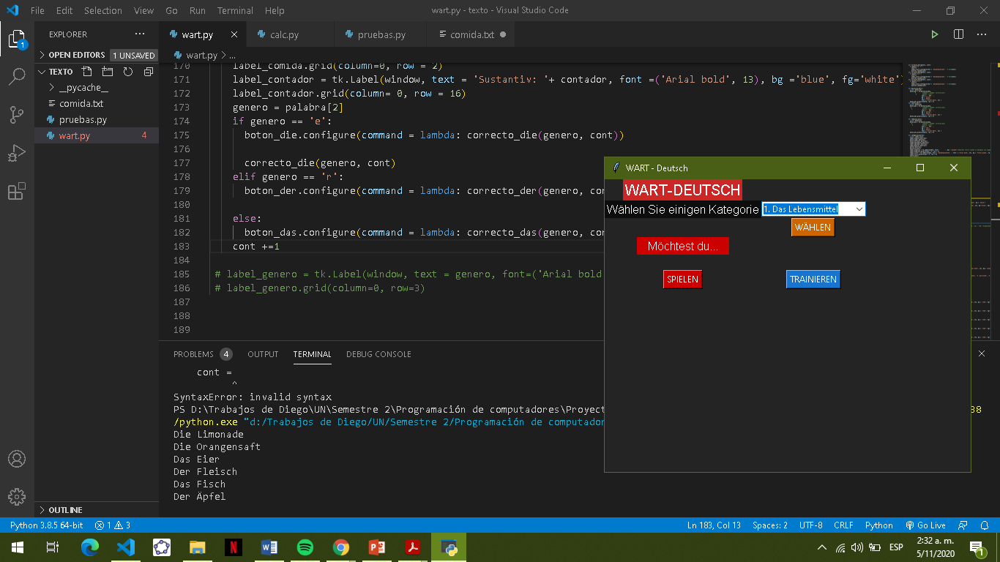 File Edit Selection View Go Run Terminal Help
wart.py - texto - Visual Studio Code
EXPLORER
OPEN EDITORS 1 UNSAVED
TEXTO
__pycache__
comida.txt
pruebas.py
wart.py 4
OUTLINE
wart.py calc.py pruebas.py comida.txt
wart.py > ...
170 label_comida.grid(column=0, row = 2)
171 label_contador = tk.Label(window, text = 'Sustantiv: '+ contador, font =('Arial bold', 13), bg ='blue', fg='white')
172 label_contador.grid(column= 0, row = 16)
173 genero = palabra[2]
174 if genero == 'e':
175 boton_die.configure(command = lambda: correcto_die(genero, cont))
176
177 correcto_die(genero, cont)
178 elif genero == 'r':
179 boton_der.configure(command = lambda: correcto_der(genero, con
180
181 else:
182 boton_das.configure(command = lambda: correcto_das(genero, con
183 cont +=1
184
185 # label_genero = tk.Label(window, text = genero, font=('Arial bold
186 # label_genero.grid(column=0, row=3)
187
188
189
WART - Deutsch
WART-DEUTSCH
Wählen Sie einigen Kategorie 1. Das Lebensmittel
WÄHLEN
Möchtest du...
SPIELEN TRAINIEREN
PROBLEMS 4 OUTPUT TERMINAL DEBUG CONSOLE
cont =
^
SyntaxError: invalid syntax
PS D:\Trabajos de Diego\UN\Semestre 2\Programación de computadores\Proyect 38
/python.exe "d:/Trabajos de Diego/UN/Semestre 2/Programación de computador
Die Limonade
Die Orangensaft
Das Eier
Der Fleisch
Das Fisch
Der Äpfel
Python 3.8.5 64-bit 1 3 Ln 183, Col 13 Spaces: 2 UTF-8 CRLF Python Go Live
ESP
2:32 a. m.
5/11/2020
1